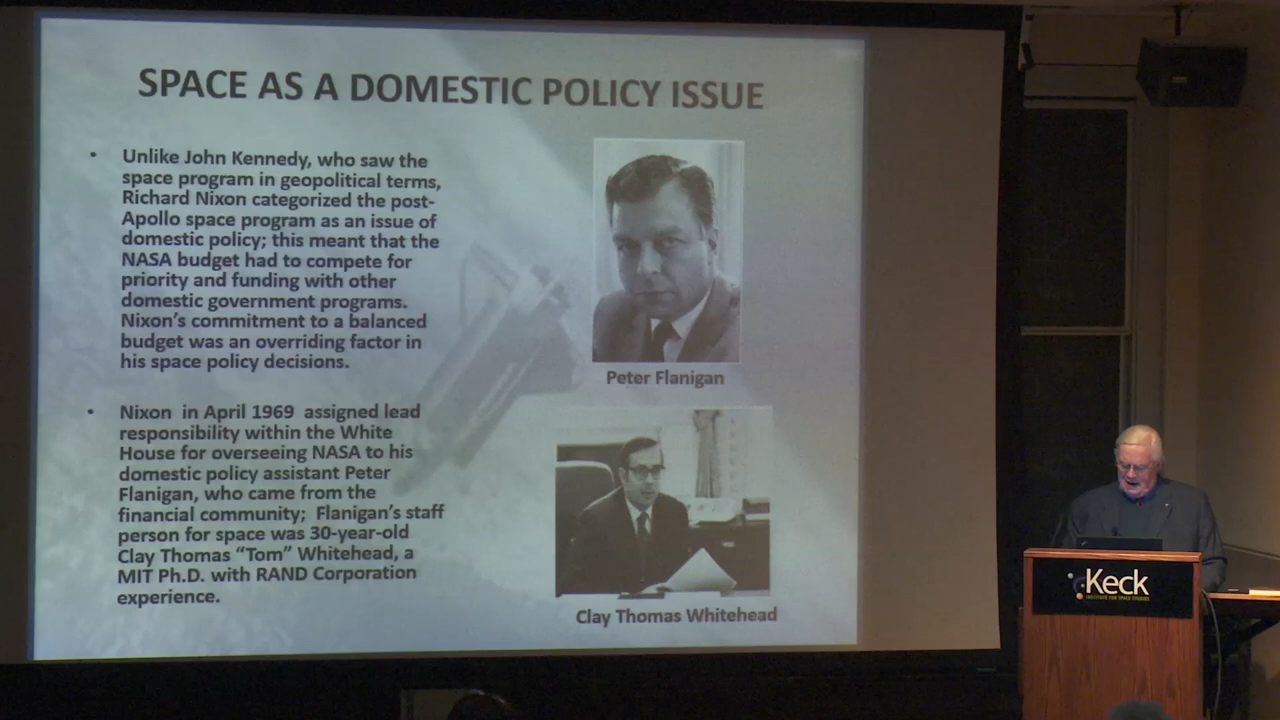 SPACE AS A DOMESTIC POLICY ISSUE
• Unlike John Kennedy, who saw the
space program in geopolitical terms,
Richard Nixon categorized the post-
Apollo space program as an issue of
domestic policy; this meant that the
NASA budget had to compete for
priority and funding with other
domestic government programs.
Nixon’s commitment to a balanced
budget was an overriding factor in
his space policy decisions.
• Nixon in April 1969 assigned lead
responsibility within the White
House for overseeing NASA to his
domestic policy assistant Peter
Flanigan, who came from the
financial community; Flanigan’s staff
person for space was 30-year-old
Clay Thomas “Tom” Whitehead, a
MIT Ph.D. with RAND Corporation
experience.
Peter Flanigan
Clay Thomas Whitehead
Keck
INSTITUTE FOR SPACE STUDIES